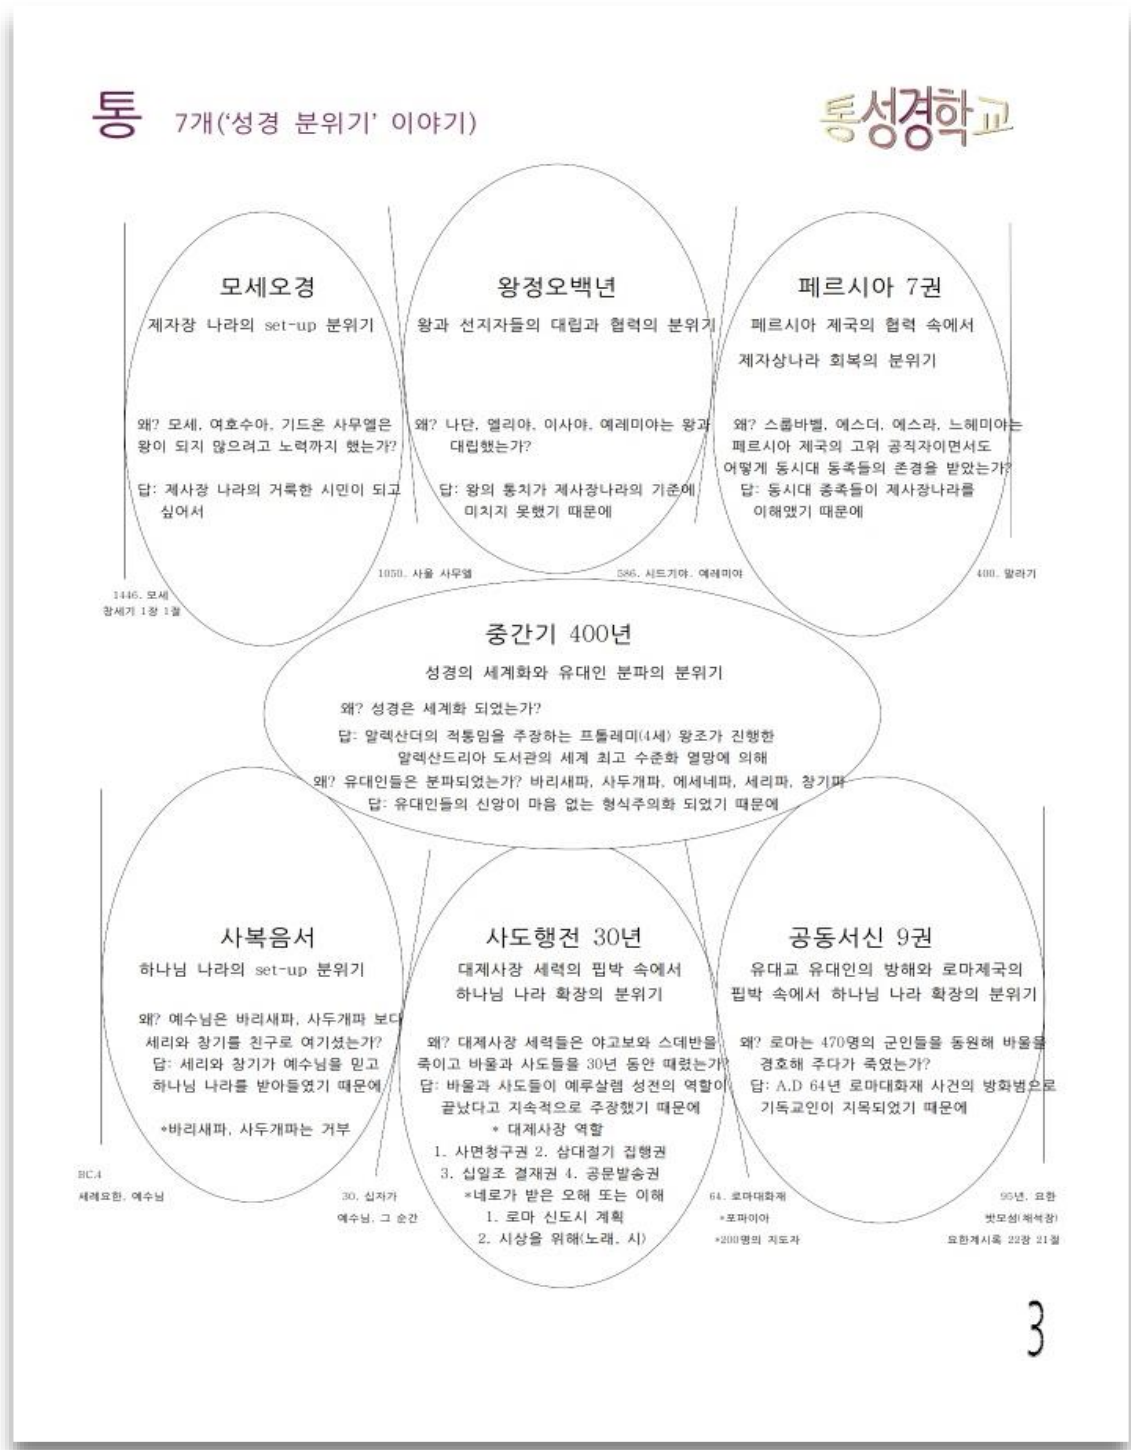 통 7개('성경 분위기' 이야기)
통성경학교
모세오경
제자장 나라의 set-up 분위기
왜? 모세, 여호수아, 기드온 사무엘은
왕이 되지 않으려고 노력까지 했는가?
답: 제사장 나라의 거룩한 시민이 되고
싶어서
1446. 모세
창세기 1장 1절
왕정오백년
왕과 선지자들의 대립과 협력의 분위기
왜? 나단, 엘리야, 이사야, 예레미야는 왕과
대립했는가?
답: 왕의 통치가 제사장나라의 기준에
미치지 못했기 때문에
1050. 사울 사무엘
586. 시드기야. 예레미야
페르시아 7권
페르시아 제국의 협력 속에서
제자상나라 회복의 분위기
왜? 스룹바벨, 에스더, 에스라, 느헤미야는
페르시아 제국의 고위 공직자이면서도
어떻게 동시대 동족들의 존경을 받았는가?
답: 동시대 종족들이 제사장나라를
이해했기 때문에
400. 말라기
중간기 400년
성경의 세계화와 유대인 분파의 분위기
왜? 성경은 세계화 되었는가?
답: 알렉산더의 적통임을 주장하는 프톨레미(4세) 왕조가 진행한
알렉산드리아 도서관의 세계 최고 수준화 열망에 의해
왜? 유대인들은 분파되었는가? 바리새파, 사두개파, 에세네파, 세리파, 창기파
답: 유대인들의 신앙이 마음 없는 형식주의화 되었기 때문에
사복음서
하나님 나라의 set-up 분위기
왜? 예수님은 바리새파, 사두개파 보다
세리와 창기를 친구로 여기셨는가?
답: 세리와 창기가 예수님을 믿고
하나님 나라를 받아들였기 때문에
*바리새파, 사두개파는 거부
BC.4
세례요한. 예수님
30. 십자가
예수님. 그 순간
사도행전 30년
대제사장 세력의 핍박 속에서
하나님 나라 확장의 분위기
왜? 대제사장 세력들은 야고보와 스데반을
죽이고 바울과 사도들을 30년 동안 때렸는가?
답: 바울과 사도들이 예루살렘 성전의 역할이
끝났다고 지속적으로 주장했기 때문에
* 대제사장 역할
1. 사면청구권 2. 삼대절기 집행권
3. 십일조 결재권 4. 공문발송권
*네로가 받은 오해 또는 이해
1. 로마 신도시 계획
2. 시상을 위해(노래, 시)
64. 로마대화재
*포파이아
*200명의 지도자
공동서신 9권
유대교 유대인의 방해와 로마제국의
핍박 속에서 하나님 나라 확장의 분위기
왜? 로마는 470명의 군인들을 동원해 바울을
경호해 주다가 죽였는가?
답: A.D 64년 로마대화재 사건의 방화범으로
기독교인이 지목되었기 때문에
95년. 요한
밧모섬(채석장)
요한계시록 22장 21절
3